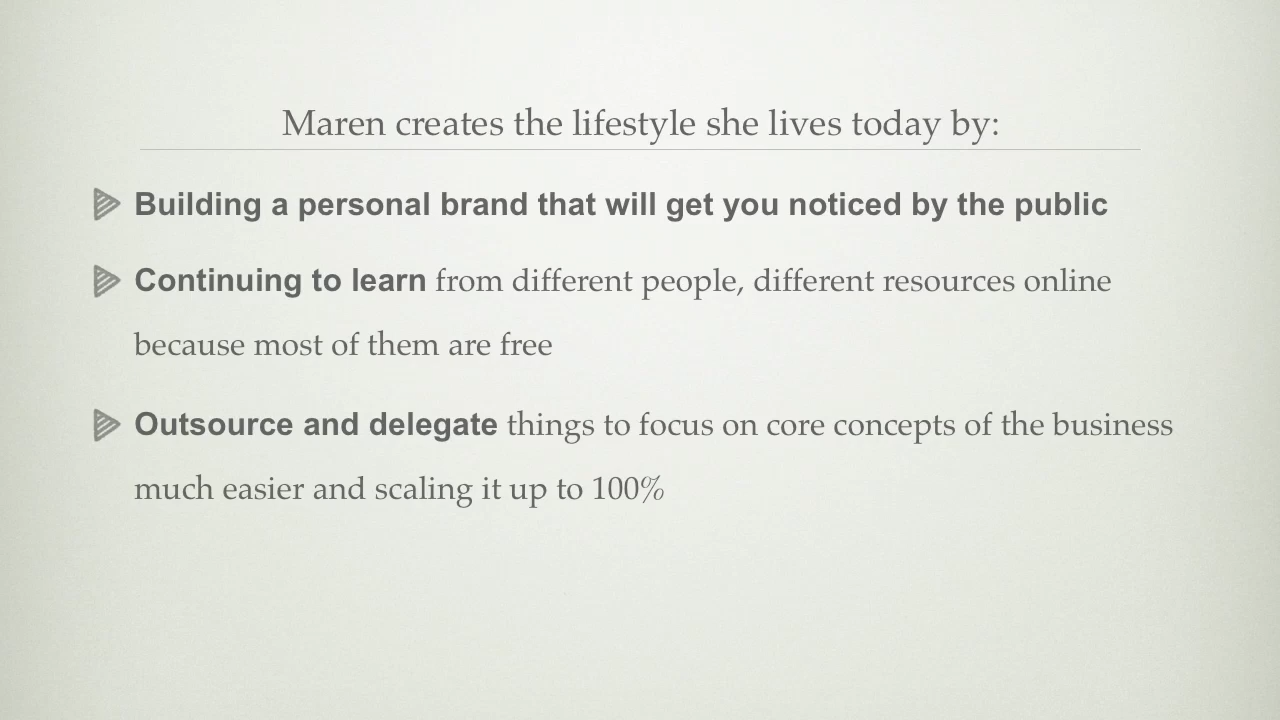 Maren creates the lifestyle she lives today by:
Building a personal brand that will get you noticed by the public
Continuing to learn from different people, different resources online
because most of them are free
Outsource and delegate things to focus on core concepts of the business
much easier and scaling it up to 100%